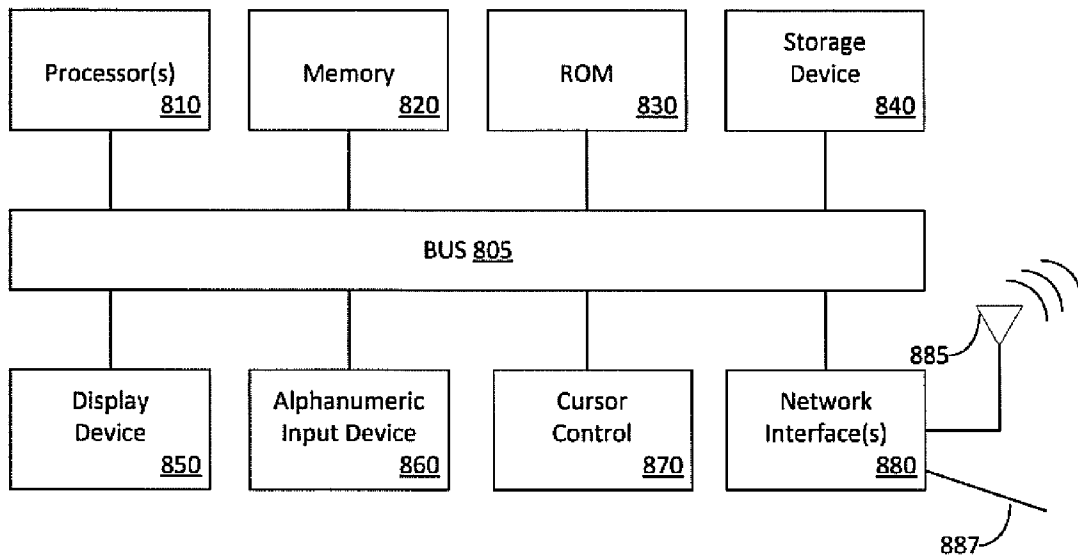 Processor(s)
810
Memory
820
ROM
830
Storage
Device
840
BUS 805
885
Display
Device
850
Alphanumeric
Input Device
860
Cursor
Control
870
Network
Interface(s)
880
887